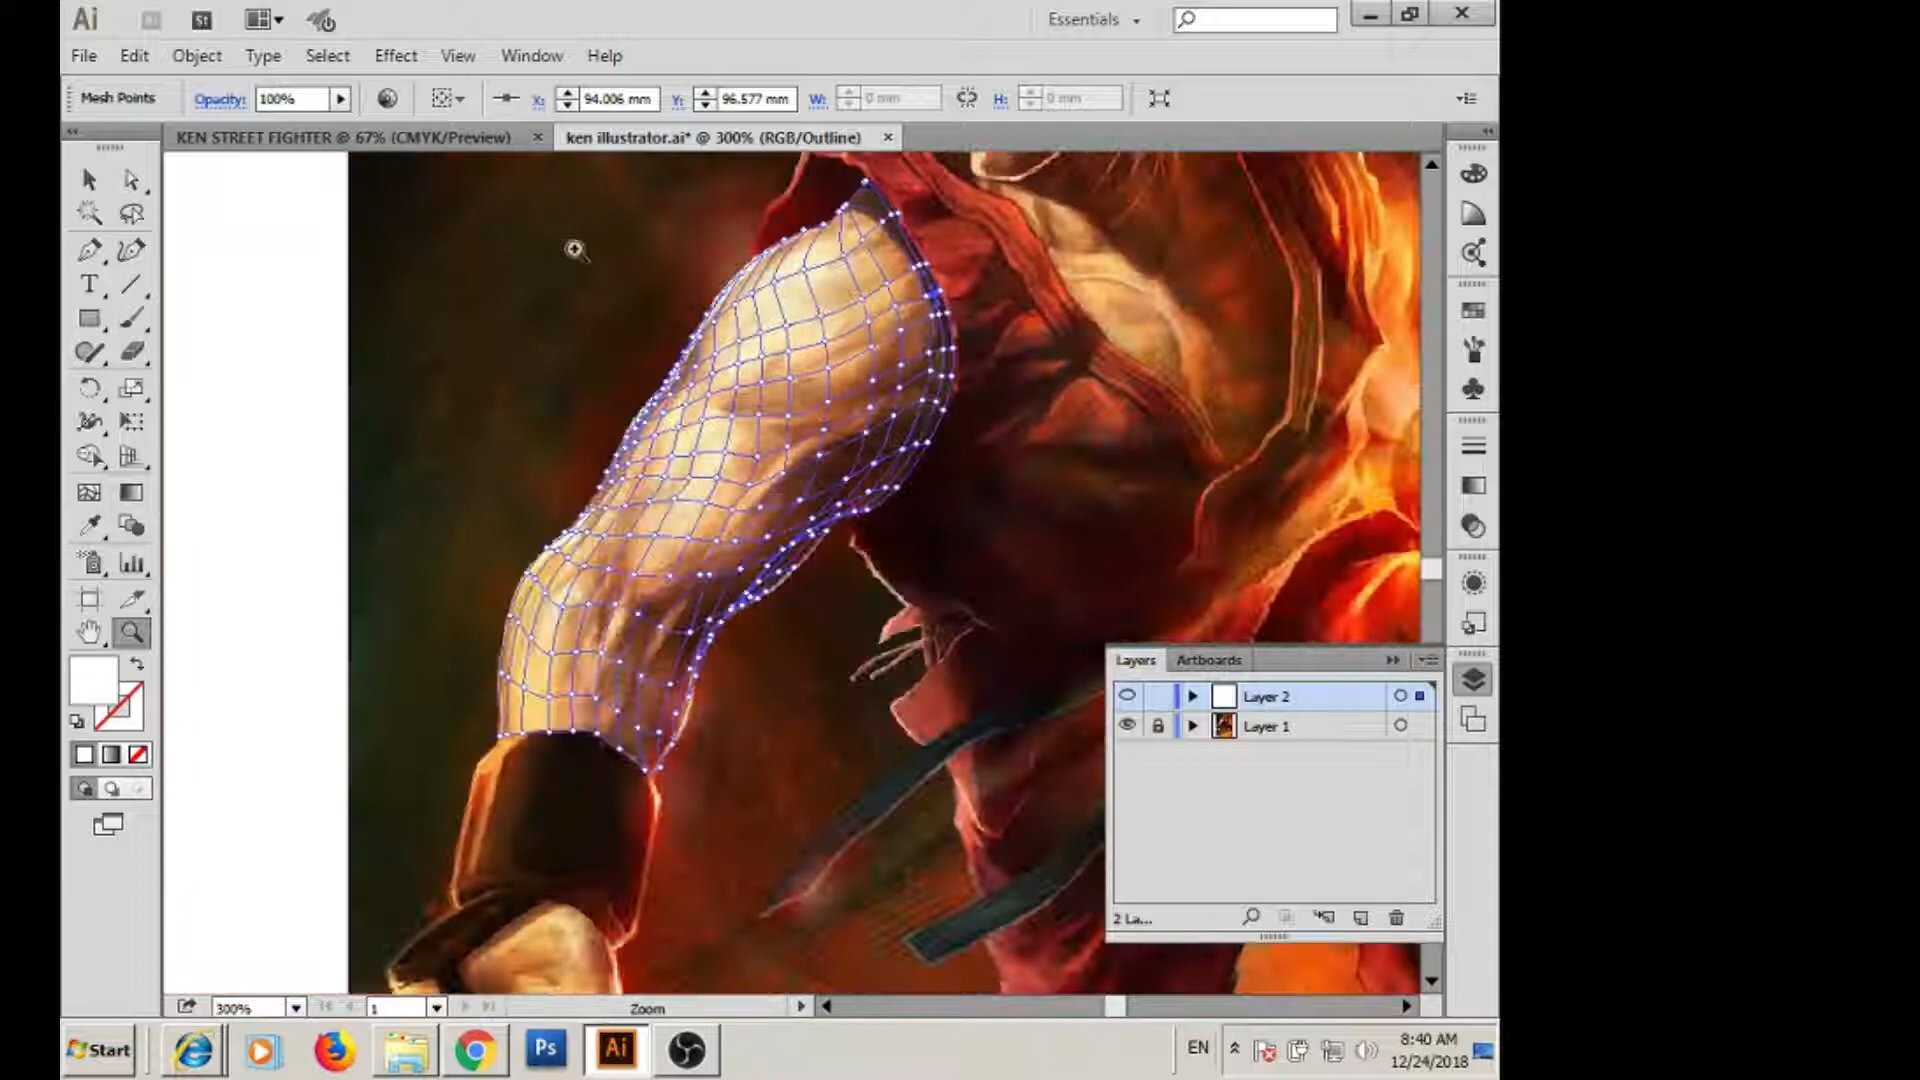 Ai St Essentials
File Edit Object Type Select Effect View Window Help
Mesh Points Opacity: 100% X: 94.006 mm Y: 96.577 mm W: 0 mm H: 0 mm
KEN STREET FIGHTER @ 67% (CMYK/Preview) ken illustrator.ai* @ 300% (RGB/Outline)
T
Layers Artboards
Layer 2
Layer 1
2 La...
300% 1 Zoom
Start Ps Ai EN 8:40 AM
12/24/2018